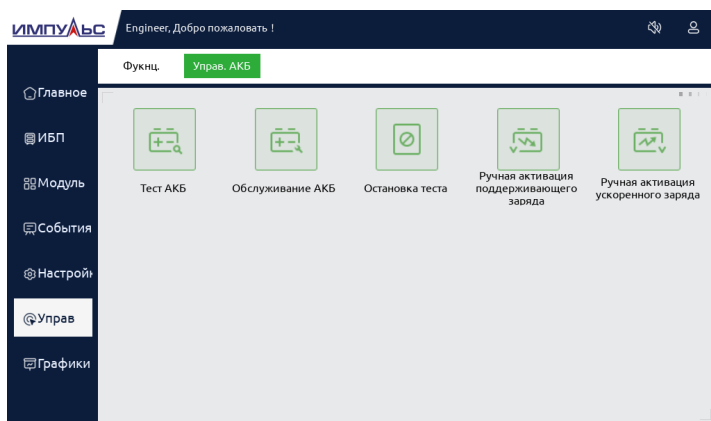 ИМПУЛЬС
Engineer, Добро пожаловать !
Фукнц.
Управ. АКБ
Главное
ИБП
Модуль
События
Настройк
Управ
Графики
Тест АКБ
Обслуживание АКБ
Остановка теста
Ручная активация
поддерживающего
заряда
Ручная активация
ускоренного заряда